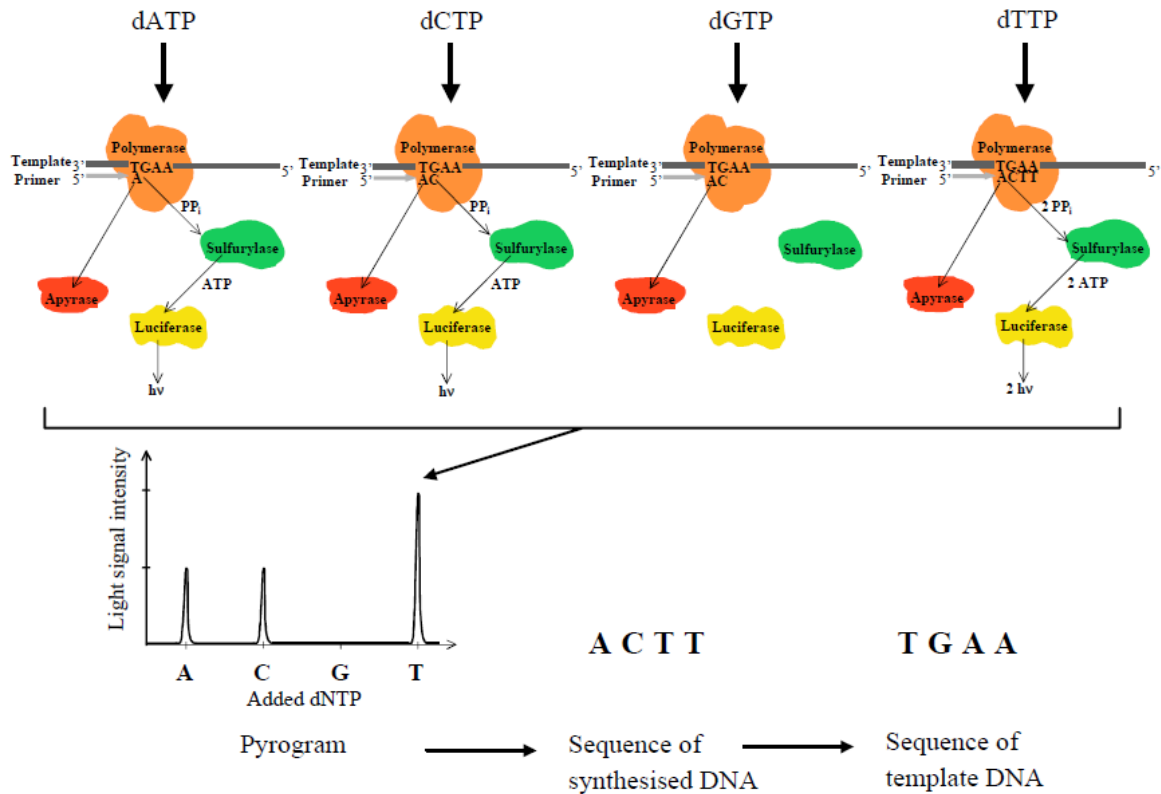 dATP
dCTP
dGTP
dTTP
Polymerase
Template 3’ TGAA 5’
Primer 5’ A
PPi
Sulfurylase
ATP
Apyrase
Luciferase
hν
Polymerase
Template 3’ TGAA 5’
Primer 5’ AC
PPi
Sulfurylase
ATP
Apyrase
Luciferase
hν
Polymerase
Template 3’ TGAA 5’
Primer 5’ AC
Sulfurylase
Apyrase
Luciferase
Polymerase
Template 3’ TGAA 5’
Primer 5’ ACTT
2 PPi
Sulfurylase
2 ATP
Apyrase
Luciferase
2 hν
Light signal intensity
A C G T
Added dNTP
A C T T
T G A A
Pyrogram
Sequence of
synthesised DNA
Sequence of
template DNA